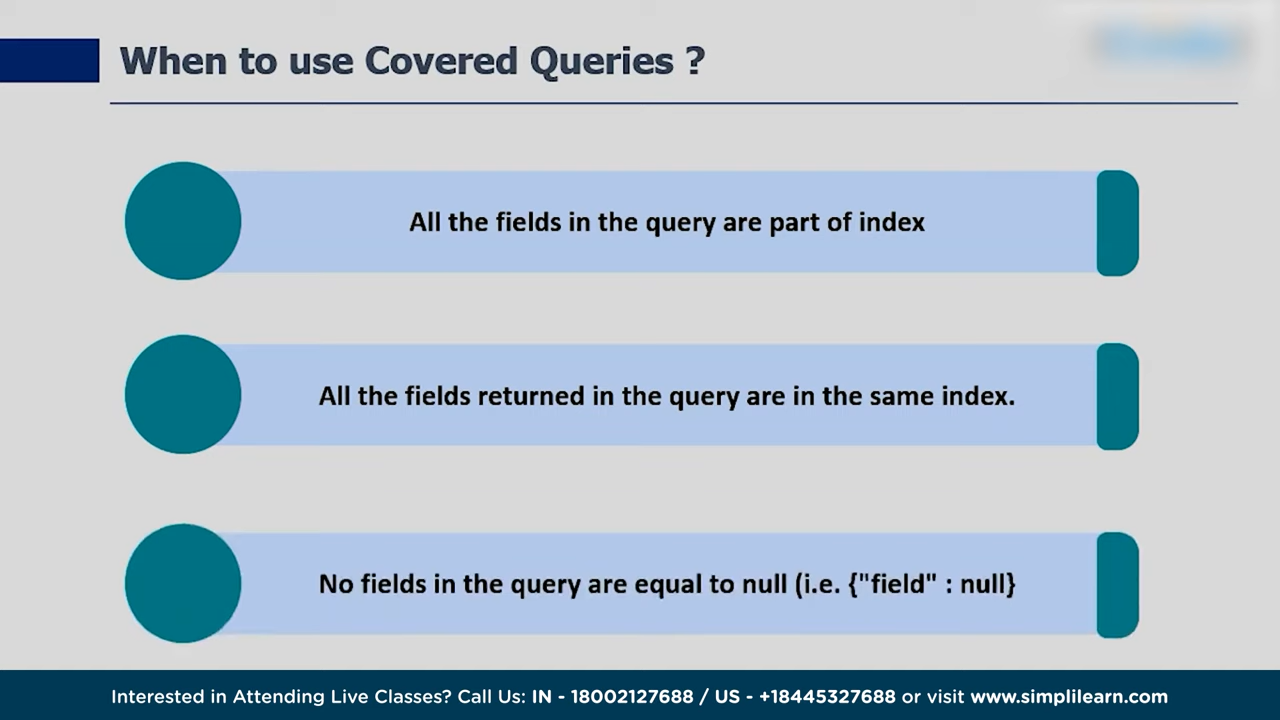 When to use Covered Queries ?
All the fields in the query are part of index
All the fields returned in the query are in the same index.
No fields in the query are equal to null (i.e. {"field" : null}
Interested in Attending Live Classes? Call Us: IN - 18002127688 / US - +18445327688 or visit www.simplilearn.com